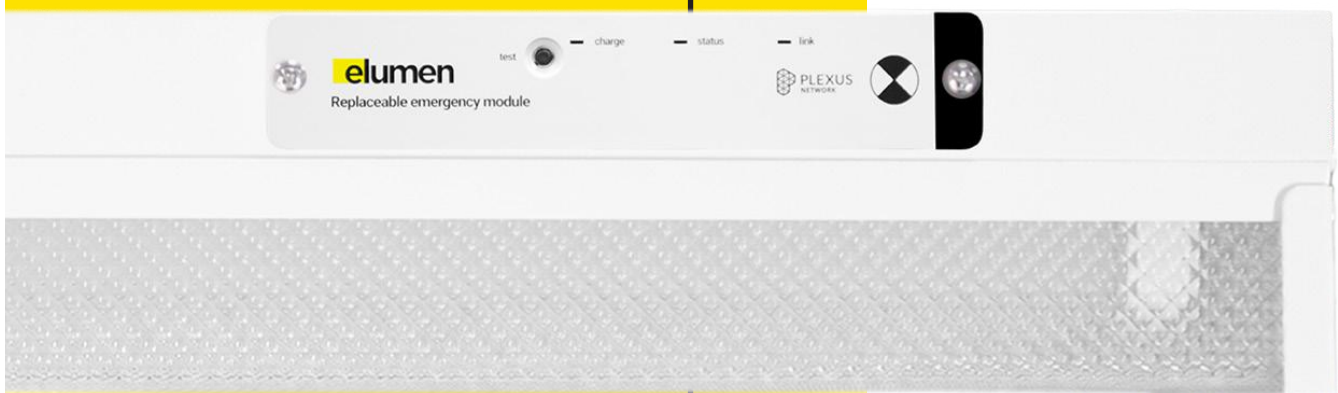 test
charge
status
link
elumen
Replaceable emergency module
PLEXUS
NETWORK